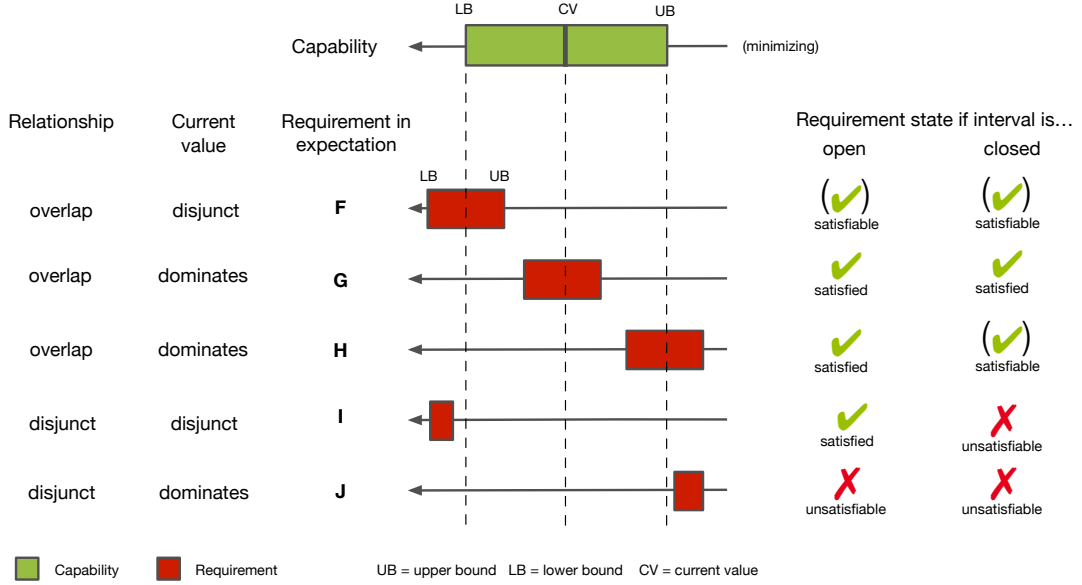 LB CV UB
Capability (minimizing)
Relationship Current value Requirement in expectation Requirement state if interval is…
open closed
LB UB
overlap disjunct F (✔) (✔)
satisfiable satisfiable
overlap dominates G ✔ ✔
satisfied satisfied
overlap dominates H ✔ (✔)
satisfied satisfiable
disjunct disjunct I ✔ ✗
satisfied unsatisfiable
disjunct dominates J ✗ ✗
unsatisfiable unsatisfiable
Capability Requirement UB = upper bound LB = lower bound CV = current value